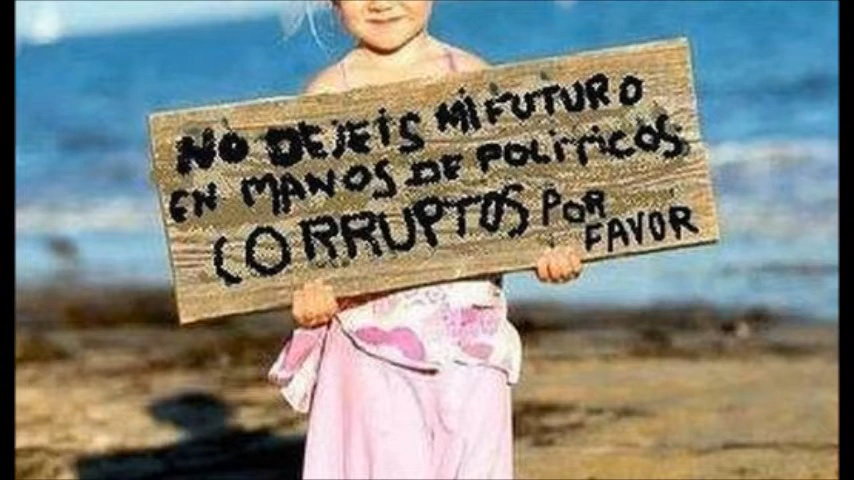 NO DEJEIS MI FUTURO
EN MANOS DE POLITICOS
CORRUPTOS POR
FAVOR